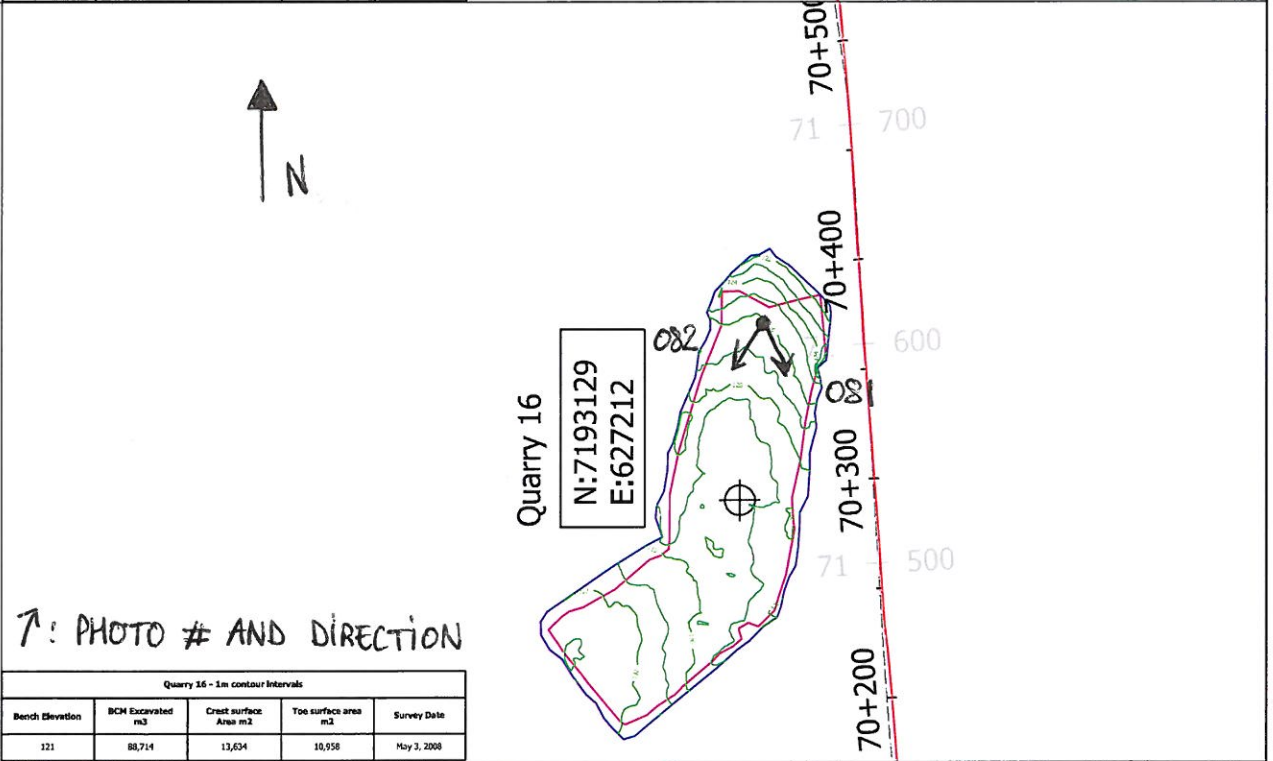 70+500
71 700
N
70+400
082
600
Quarry 16
N:7193129
E:627212
081
70+300
71 500
↑: PHOTO # AND DIRECTION
70+200
Quarry 16 - 1m contour intervals
Bench Elevation BCM Excavated m3 Crest surface Area m2 Toe surface area m2 Survey Date
121 88,714 13,634 10,958 May 3, 2008